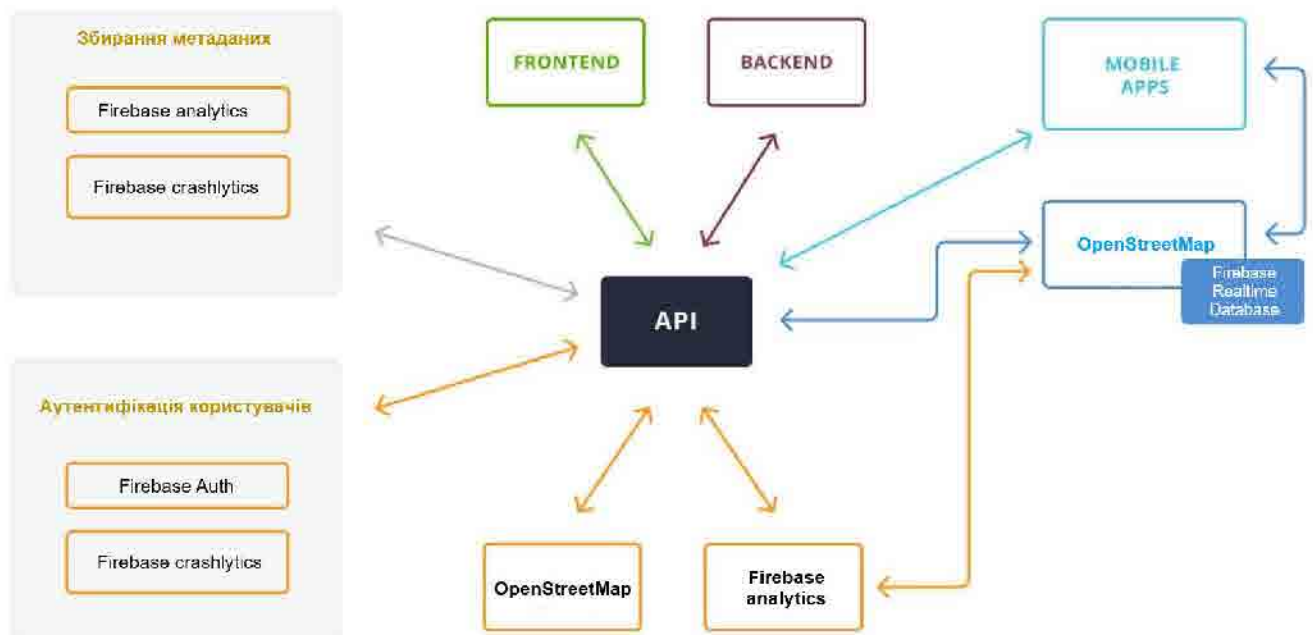 Збирання метаданих
Firebase analytics
Firebase crashlytics
FRONTEND
BACKEND
MOBILE
APPS
OpenStreetMap
Firebase
Realtime
Database
API
Аутентифікація користувачів
Firebase Auth
Firebase crashlytics
OpenStreetMap
Firebase
analytics